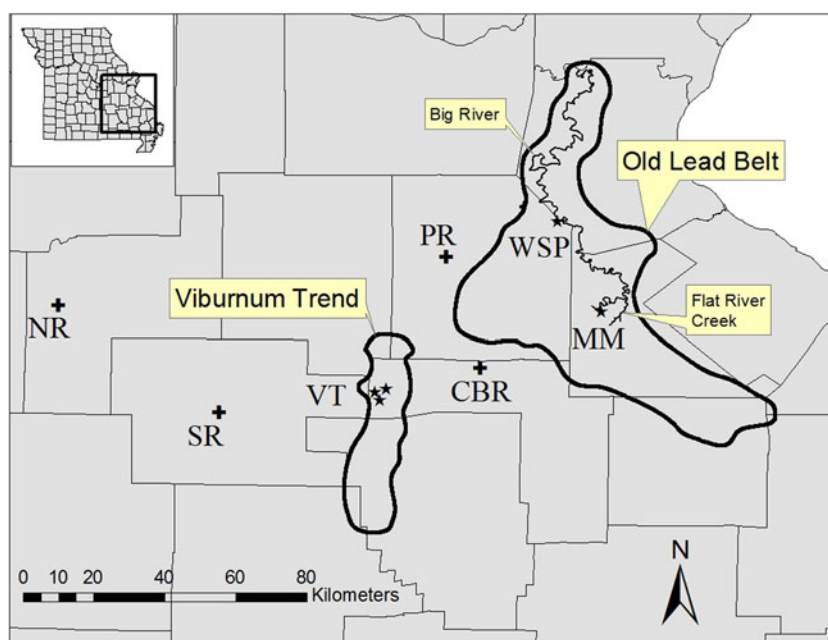 Big River
Old Lead Belt
PR
WSP
Viburnum Trend
NR
Flat River
Creek
MM
VT
CBR
SR
N
0 10 20 40 60 80
Kilometers